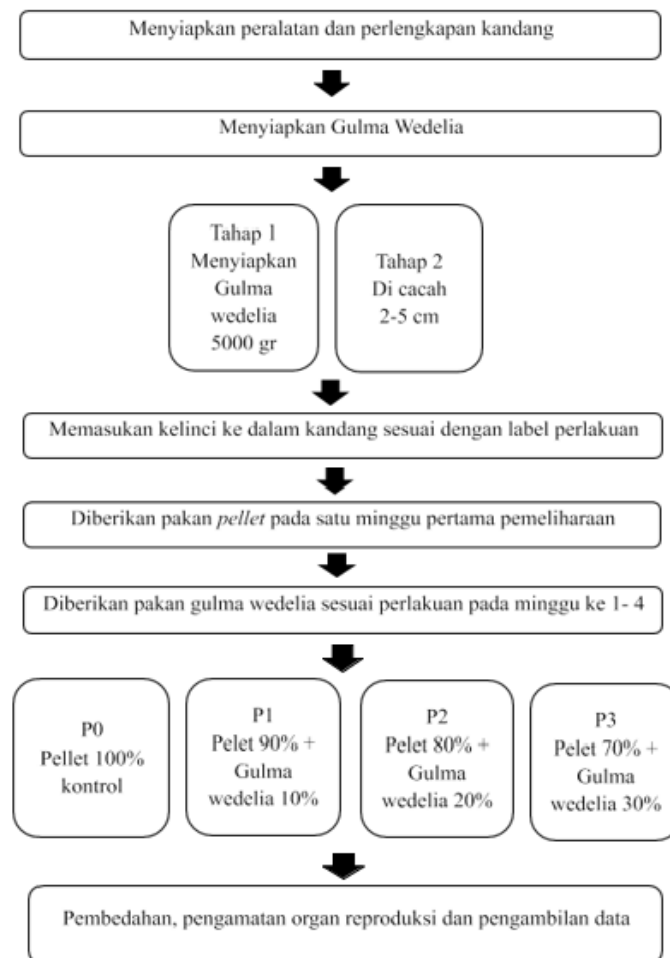 Menyiapkan peralatan dan perlengkapan kandang
Menyiapkan Gulma Wedelia
Tahap 1
Menyiapkan
Gulma
wedelia
5000 gr
Tahap 2
Di cacah
2-5 cm
Memasukan kelinci ke dalam kandang sesuai dengan label perlakuan
Diberikan pakan pellet pada satu minggu pertama pemeliharaan
Diberikan pakan gulma wedelia sesuai perlakuan pada minggu ke 1- 4
P0
Pellet 100%
kontrol
P1
Pelet 90% +
Gulma
wedelia 10%
P2
Pelet 80% +
Gulma
wedelia 20%
P3
Pelet 70% +
Gulma
wedelia 30%
Pembedahan, pengamatan organ reproduksi dan pengambilan data